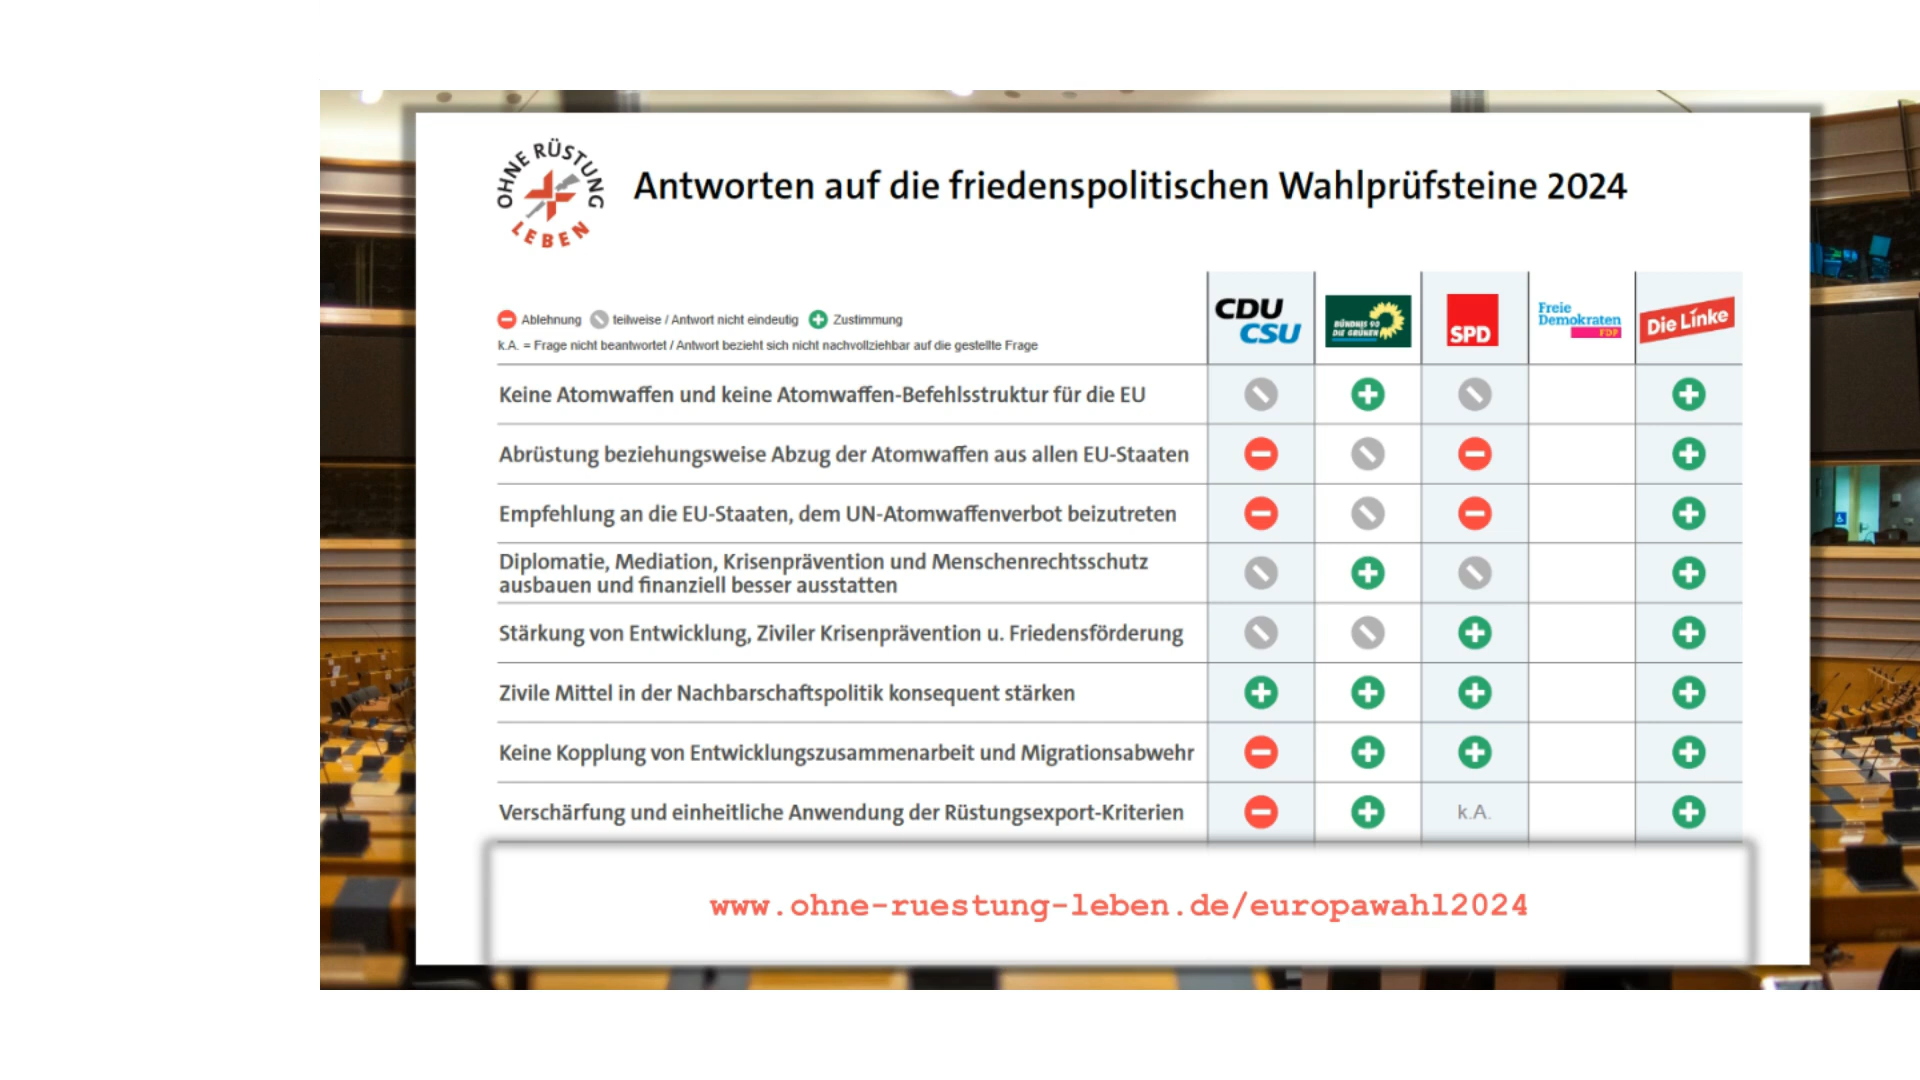 OHNE RÜSTUNG
LEBEN
Antworten auf die friedenspolitischen Wahlprüfsteine 2024
CDU
CSU
BÜNDNIS 90
DIE GRÜNEN
SPD
Freie
Demokraten
FDP
Die Linke
Ablehnung teilweise / Antwort nicht eindeutig Zustimmung
k.A. = Frage nicht beantwortet / Antwort bezieht sich nicht nachvollziehbar auf die gestellte Frage
Keine Atomwaffen und keine Atomwaffen-Befehlsstruktur für die EU
Abrüstung beziehungsweise Abzug der Atomwaffen aus allen EU-Staaten
Empfehlung an die EU-Staaten, dem UN-Atomwaffenverbot beizutreten
Diplomatie, Mediation, Krisenprävention und Menschenrechtsschutz
ausbauen und finanziell besser ausstatten
Stärkung von Entwicklung, Ziviler Krisenprävention u. Friedensförderung
Zivile Mittel in der Nachbarschaftspolitik konsequent stärken
Keine Kopplung von Entwicklungszusammenarbeit und Migrationsabwehr
Verschärfung und einheitliche Anwendung der Rüstungsexport-Kriterien k.A.
www.ohne-ruestung-leben.de/europawahl2024